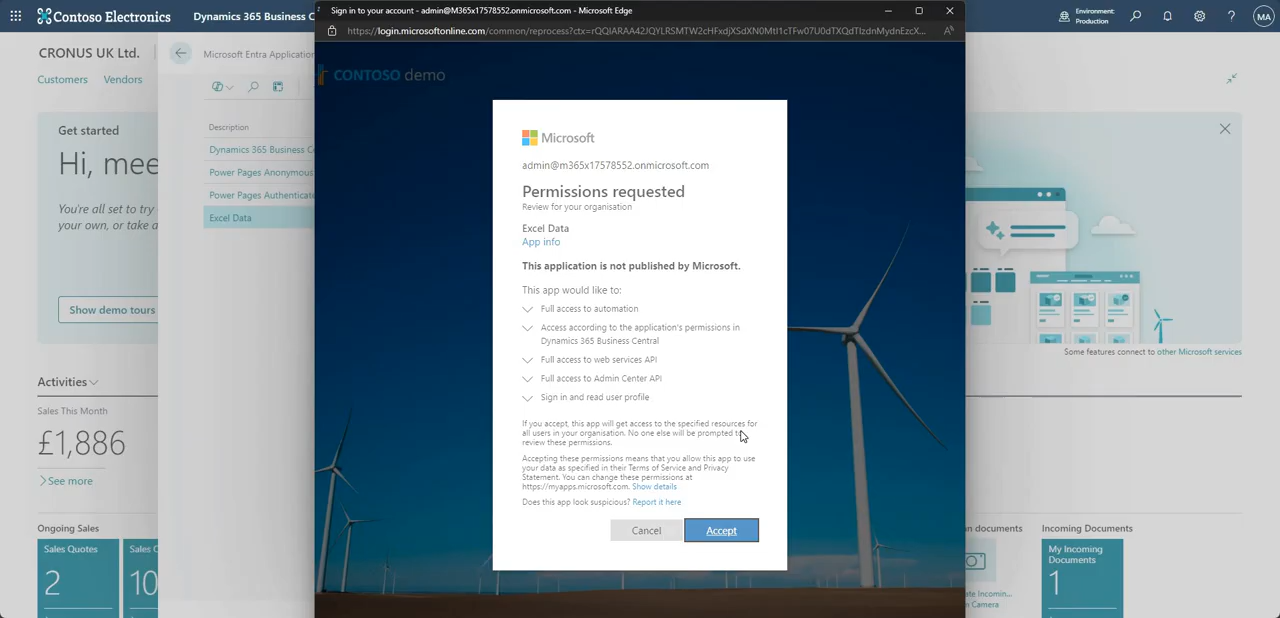 Contoso Electronics
Dynamics 365 Business C
Sign in to your account - admin@M365x17578552.onmicrosoft.com - Microsoft Edge
Environment:
Production
MA
CRONUS UK Ltd.
Microsoft Entra Application
https://login.microsoftonline.com/common/reprocess?ctx=
Customers
Vendors
CONTOSO demo
Get started
Hi, mee
You're all set to try
your own, or take a
Show demo tours
Description
Dynamics 365 Business Ce
Power Pages Anonymous
Power Pages Authenticate
Excel Data
Microsoft
admin@m365x17578552.onmicrosoft.com
Permissions requested
Review for your organisation
Excel Data
App info
This application is not published by Microsoft.
This app would like to:
Full access to automation
Access according to the application's permissions in
Dynamics 365 Business Central
Full access to web services API
Full access to Admin Center API
Sign in and read user profile
If you accept, this app will get access to the specified resources for
all users in your organisation. No one else will be prompted to
review these permissions.
Accepting these permissions means that you allow this app to use
your data as specified in their Terms of Service and Privacy
Statement. You can change these permissions at
https://myapps.microsoft.com. Show details
Does this app look suspicious? Report it here
Cancel
Accept
Some features connect to other Microsoft services
Activities
Sales This Month
£1,886
See more
Ongoing Sales
Sales Quotes
2
Sales O
10
n documents
ate Incomin...
n Camera
Incoming Documents
My Incoming
Documents
1